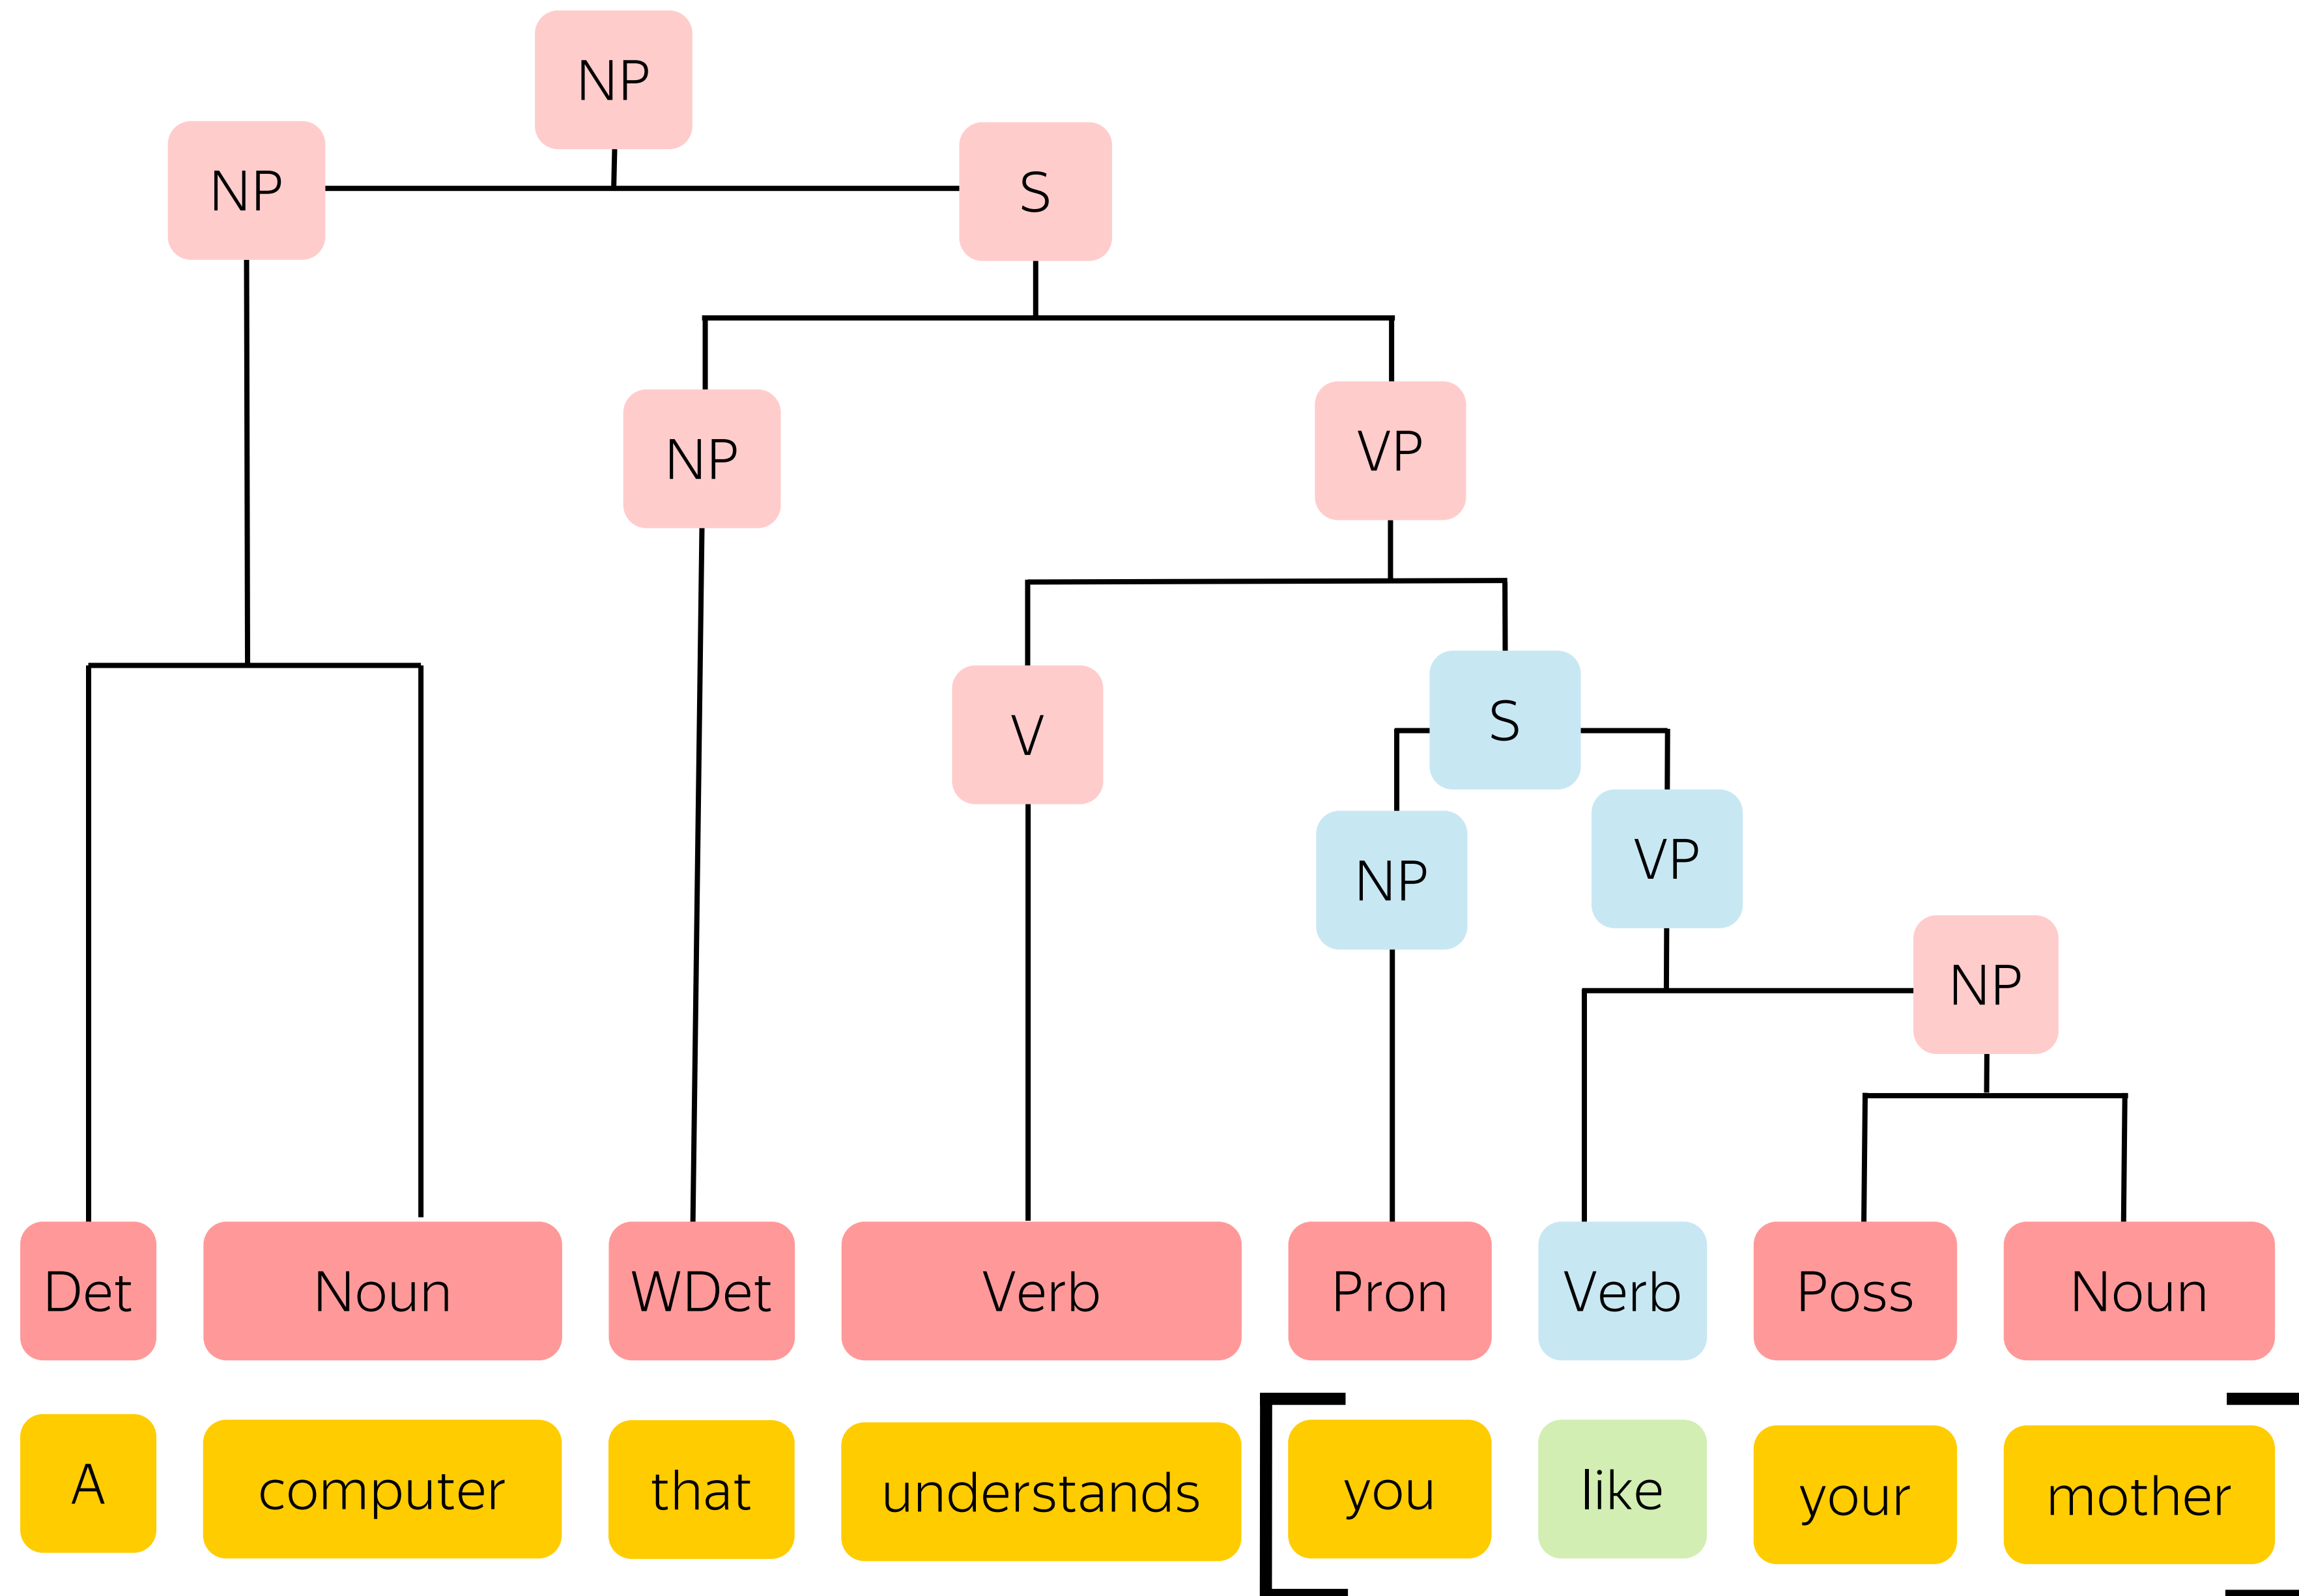 NP
NP S
NP VP
V S
NP VP
NP
Det Noun WDet Verb Pron Verb Poss Noun
A computer that understands you like your mother